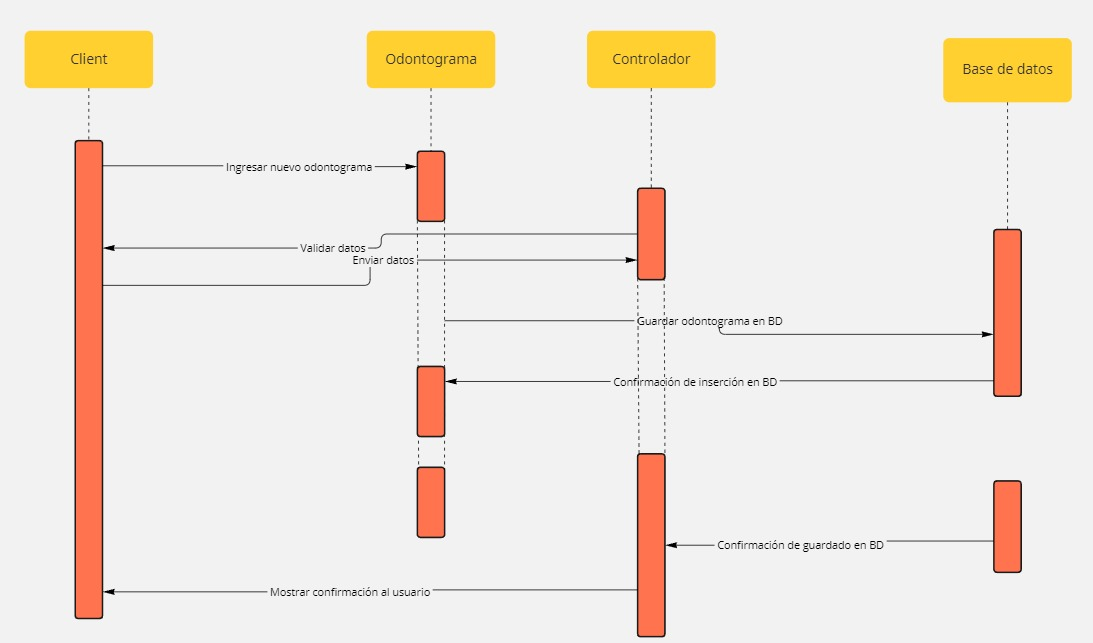 Client
Odontograma
Controlador
Base de datos
Ingresar nuevo odontograma
Validar datos
Enviar datos
Guardar odontograma en BD
Confirmación de inserción en BD
Confirmación de guardado en BD
Mostrar confirmación al usuario